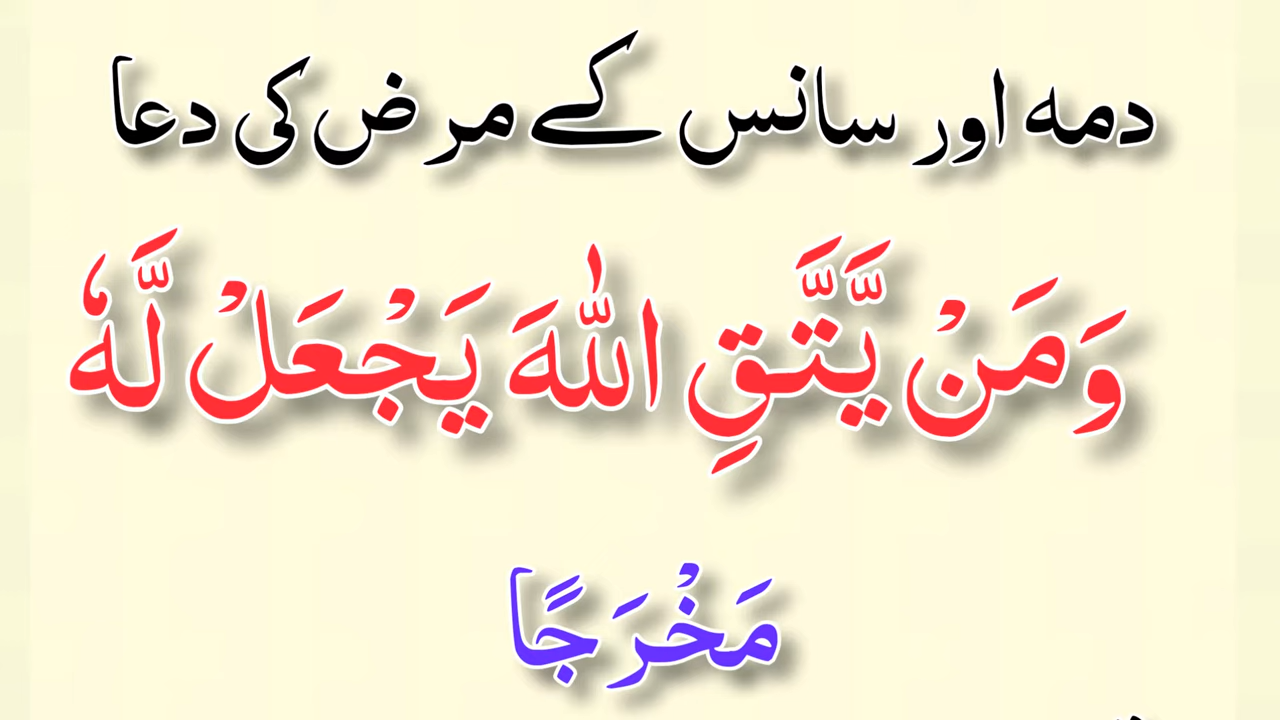 دمہ اور سانس کے مرض کی دعا
وَمَنْ يَّتَّقِ اللّٰهَ يَجْعَلْ لَّهٗ
مَخْرَجًا